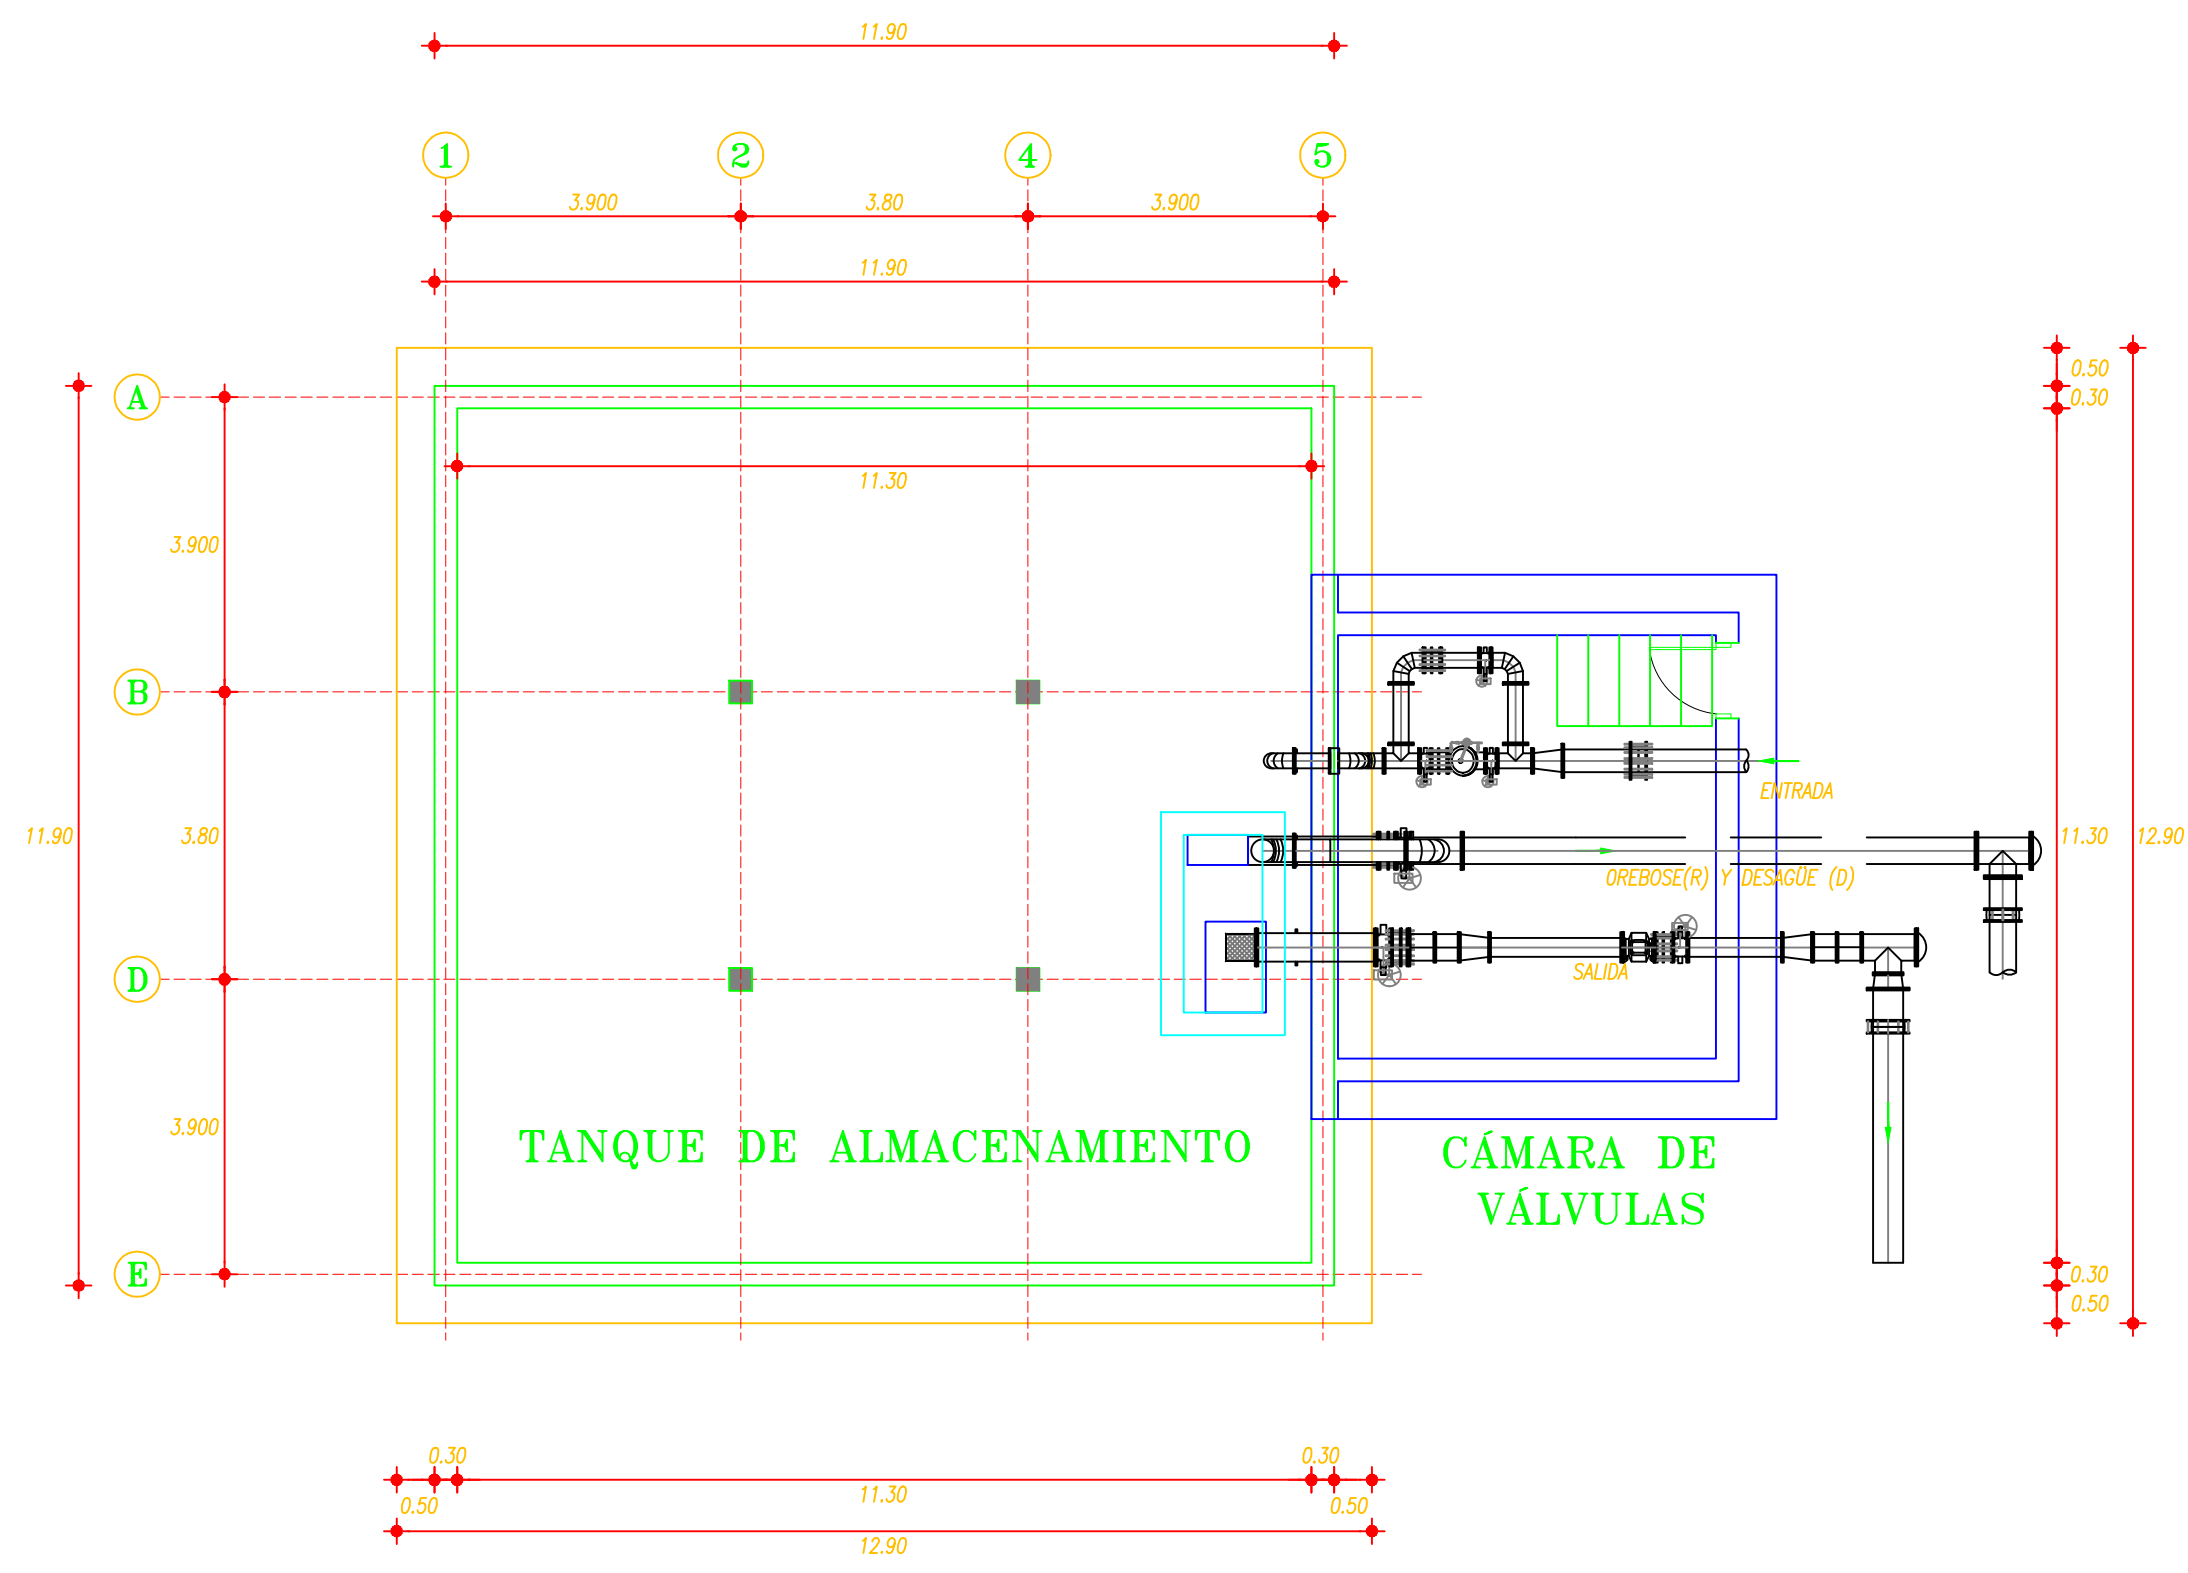 11.90
1 2 4 5
3.900 3.80 3.900
11.90
A
0.50
0.30
11.30
3.900
B
ENTRADA
11.90 3.80 11.30 12.90
OREBOSE(R) Y DESAGÜE (D)
SALIDA
D
3.900
TANQUE DE ALMACENAMIENTO
CÁMARA DE
VÁLVULAS
E
0.30
0.50
0.30 0.30
11.30
0.50 0.50
12.90